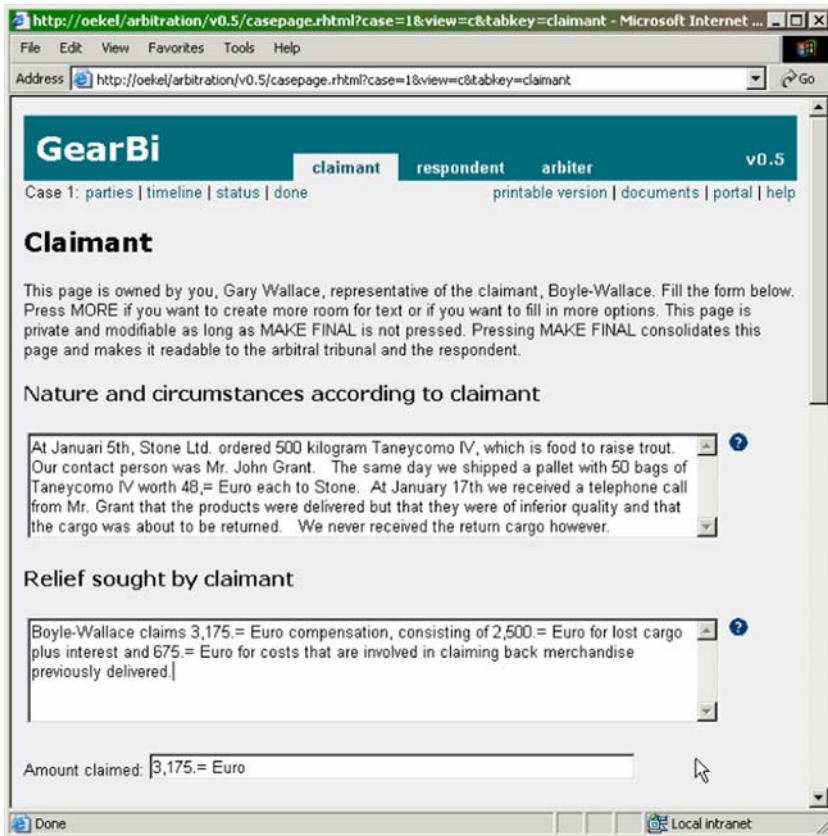 http://oekel/arbitration/v0.5/casepage.rhtml?case=1&view=c&tabkey=claimant - Microsoft Internet ...
File Edit View Favorites Tools Help
Address http://oekel/arbitration/v0.5/casepage.rhtml?case=1&view=c&tabkey=claimant Go
GearBi claimant respondent arbiter v0.5
Case 1: parties | timeline | status | done printable version | documents | portal | help
Claimant
This page is owned by you, Gary Wallace, representative of the claimant, Boyle-Wallace. Fill the form below.
Press MORE if you want to create more room for text or if you want to fill in more options. This page is
private and modifiable as long as MAKE FINAL is not pressed. Pressing MAKE FINAL consolidates this
page and makes it readable to the arbitral tribunal and the respondent.
Nature and circumstances according to claimant
At Januari 5th, Stone Ltd. ordered 500 kilogram Taneycomo IV, which is food to raise trout.
Our contact person was Mr. John Grant. The same day we shipped a pallet with 50 bags of
Taneycomo IV worth 48,= Euro each to Stone. At January 17th we received a telephone call
from Mr. Grant that the products were delivered but that they were of inferior quality and that
the cargo was about to be returned. We never received the return cargo however.
?
Relief sought by claimant
Boyle-Wallace claims 3,175.= Euro compensation, consisting of 2,500.= Euro for lost cargo
plus interest and 675.= Euro for costs that are involved in claiming back merchandise
previously delivered.
?
Amount claimed: 3,175.= Euro
Done Local intranet